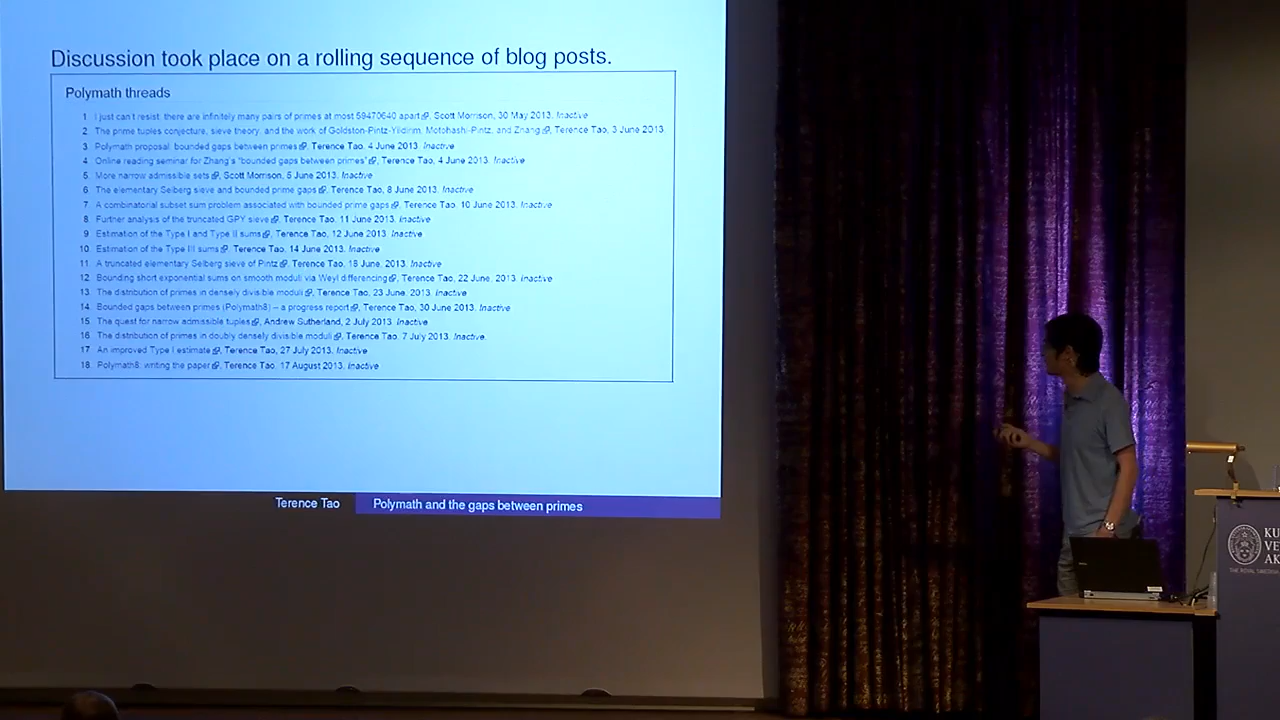 Discussion took place on a rolling sequence of blog posts.
Polymath threads
1. I just can't resist: there are infinitely many pairs of primes at most 59470640 apart, Scott Morrison, 30 May 2013. Inactive
2. The prime tuples conjecture, sieve theory, and the work of Goldston-Pintz-Yildirim, Motohashi-Pintz, and Zhang, Terence Tao, 3 June 2013.
3. Polymath proposal: bounded gaps between primes, Terence Tao, 4 June 2013. Inactive
4. Online reading seminar for Zhang's "bounded gaps between primes", Terence Tao, 4 June 2013. Inactive
5. More narrow admissible sets, Scott Morrison, 5 June 2013. Inactive
6. The elementary Selberg sieve and bounded prime gaps, Terence Tao, 8 June 2013. Inactive
7. A combinatorial subset sum problem associated with bounded prime gaps, Terence Tao, 10 June 2013. Inactive
8. Further analysis of the truncated GPY sieve, Terence Tao, 11 June 2013. Inactive
9. Estimation of the Type I and Type II sums, Terence Tao, 12 June 2013. Inactive
10. Estimation of the Type III sums, Terence Tao, 14 June 2013. Inactive
11. A truncated elementary Selberg sieve of Pintz, Terence Tao, 18 June, 2013. Inactive
12. Bounding short exponential sums on smooth moduli via Weyl differencing, Terence Tao, 22 June, 2013. Inactive
13. The distribution of primes in densely divisible moduli, Terence Tao, 23 June, 2013. Inactive
14. Bounded gaps between primes (Polymath8) – a progress report, Terence Tao, 30 June 2013. Inactive
15. The quest for narrow admissible tuples, Andrew Sutherland, 2 July 2013. Inactive
16. The distribution of primes in doubly densely divisible moduli, Terence Tao, 7 July 2013. Inactive.
17. An improved Type I estimate, Terence Tao, 27 July 2013. Inactive
18. Polymath8: writing the paper, Terence Tao, 17 August 2013. Inactive
Terence Tao Polymath and the gaps between primes
KU
VE
AK
THE ROYAL SWEDISH